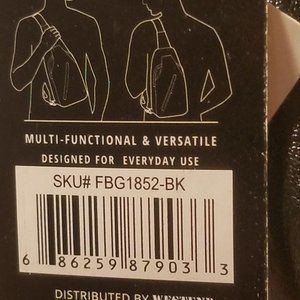 MULTI-FUNCTIONAL & VERSATILE
DESIGNED FOR EVERYDAY USE
SKU# FBG1852-BK
6 86259 87903 3
DISTRIBUTED BY